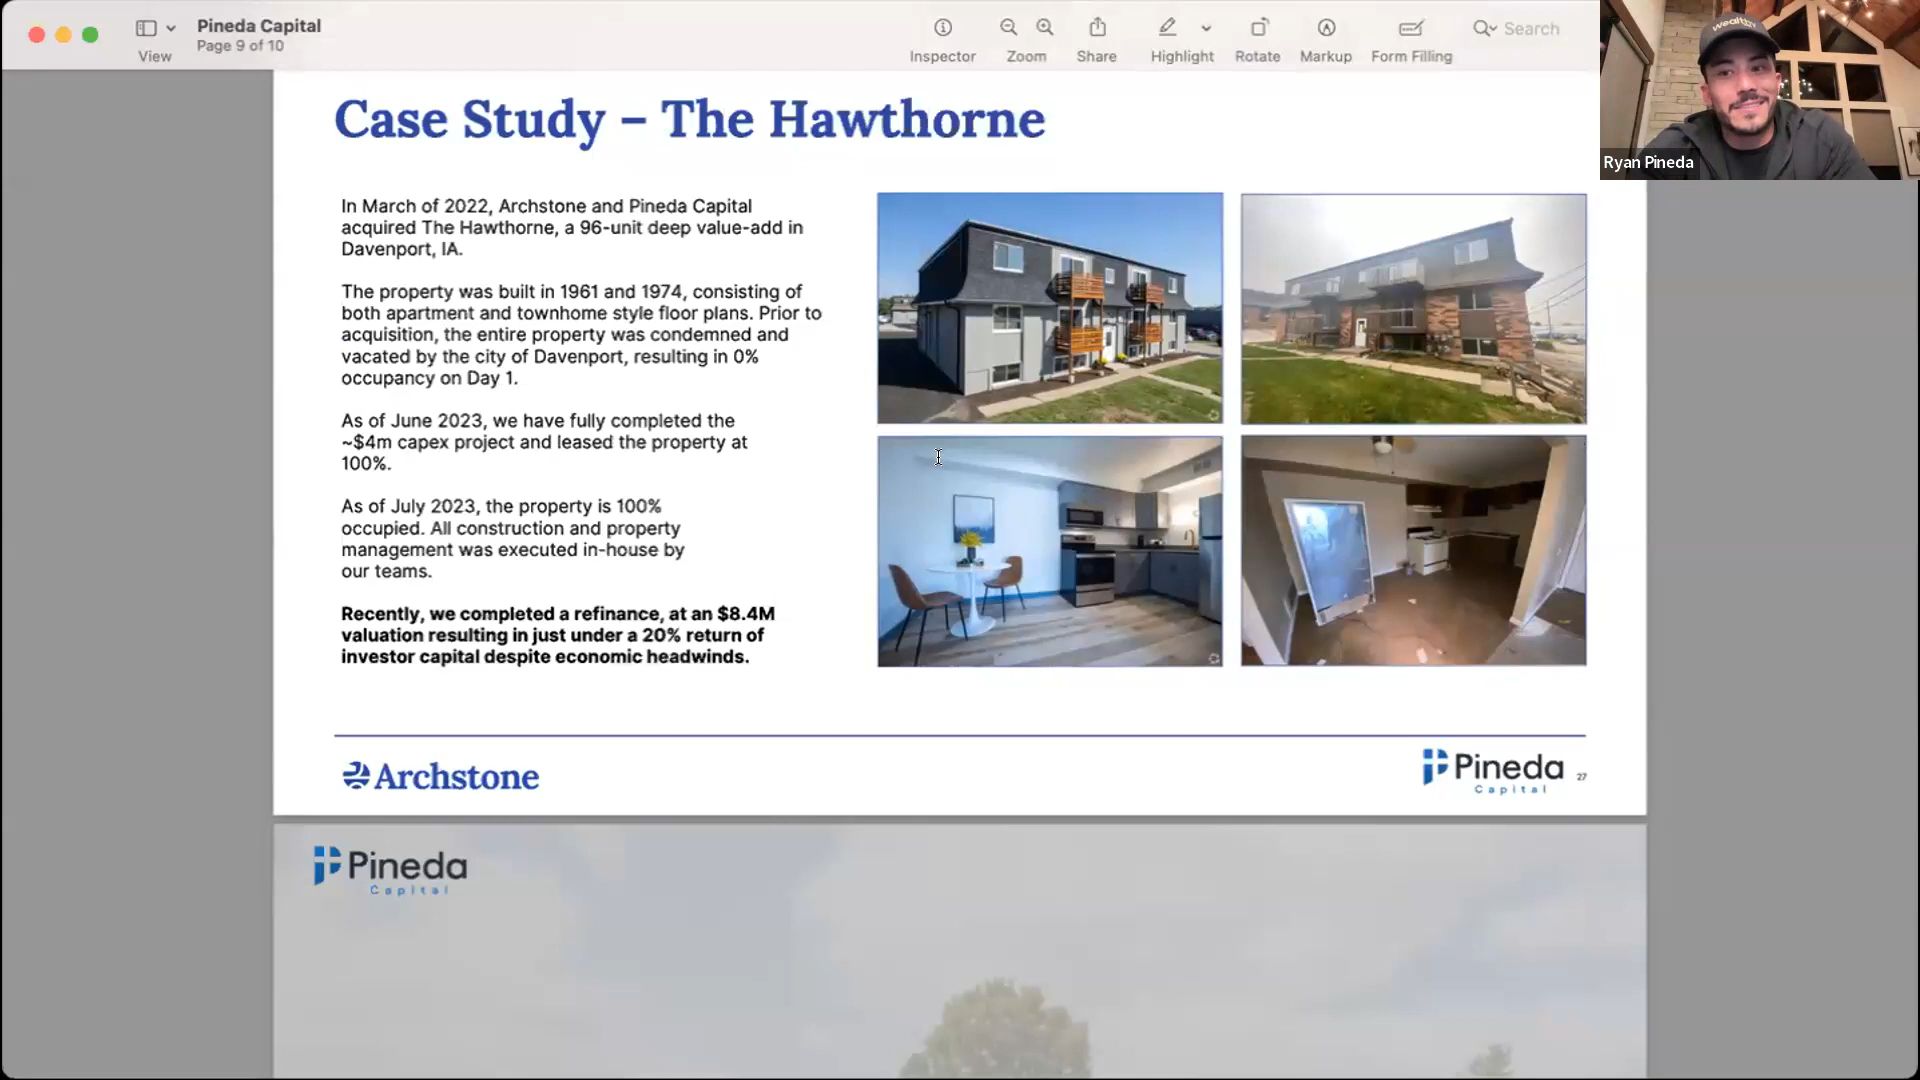 Pineda Capital
Page 9 of 10
View
Inspector
Zoom
Share
Highlight
Rotate
Markup
Form Filling
Search
wealthy
Ryan Pineda
Case Study – The Hawthorne
In March of 2022, Archstone and Pineda Capital
acquired The Hawthorne, a 96-unit deep value-add in
Davenport, IA.
The property was built in 1961 and 1974, consisting of
both apartment and townhome style floor plans. Prior to
acquisition, the entire property was condemned and
vacated by the city of Davenport, resulting in 0%
occupancy on Day 1.
As of June 2023, we have fully completed the
~$4m capex project and leased the property at
100%.
As of July 2023, the property is 100%
occupied. All construction and property
management was executed in-house by
our teams.
Recently, we completed a refinance, at an $8.4M
valuation resulting in just under a 20% return of
investor capital despite economic headwinds.
Archstone
Pineda
Capital
27
Pineda
Capital